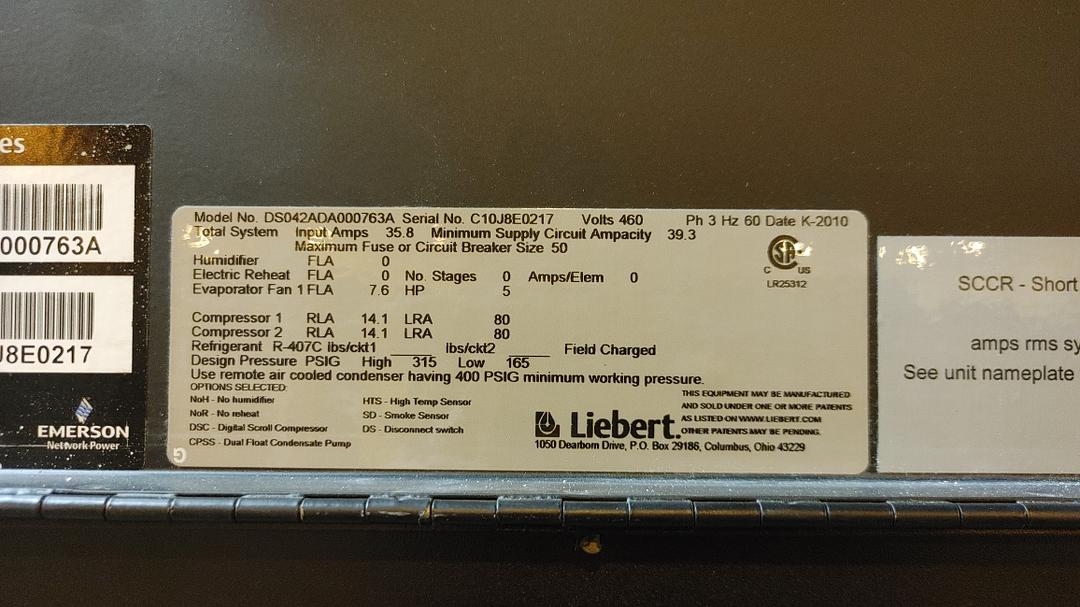 es
000763A
J8E0217
EMERSON
Network Power
Model No. DS042ADA000763A Serial No. C10J8E0217 Volts 460 Ph 3 Hz 60 Date K-2010
Total System Input Amps 35.8 Minimum Supply Circuit Ampacity 39.3
Maximum Fuse or Circuit Breaker Size 50
Humidifier FLA 0
Electric Reheat FLA 0 No. Stages 0 Amps/Elem 0
Evaporator Fan 1 FLA 7.6 HP 5
Compressor 1 RLA 14.1 LRA 80
Compressor 2 RLA 14.1 LRA 80
Refrigerant R-407C lbs/ckt1 ______ lbs/ckt2 ______ Field Charged
Design Pressure PSIG High 315 Low 165
Use remote air cooled condenser having 400 PSIG minimum working pressure.
OPTIONS SELECTED:
NoH - No humidifier
NoR - No reheat
DSC - Digital Scroll Compressor
CPSS - Dual Float Condensate Pump
HTS - High Temp Sensor
SD - Smoke Sensor
DS - Disconnect switch
SA
C US
LR25312
THIS EQUIPMENT MAY BE MANUFACTURED
AND SOLD UNDER ONE OR MORE PATENTS
AS LISTED ON WWW.LIEBERT.COM
OTHER PATENTS MAY BE PENDING.
Liebert.
1050 Dearborn Drive, P.O. Box 29186, Columbus, Ohio 43229
G
SCCR - Short
amps rms sy
See unit nameplate